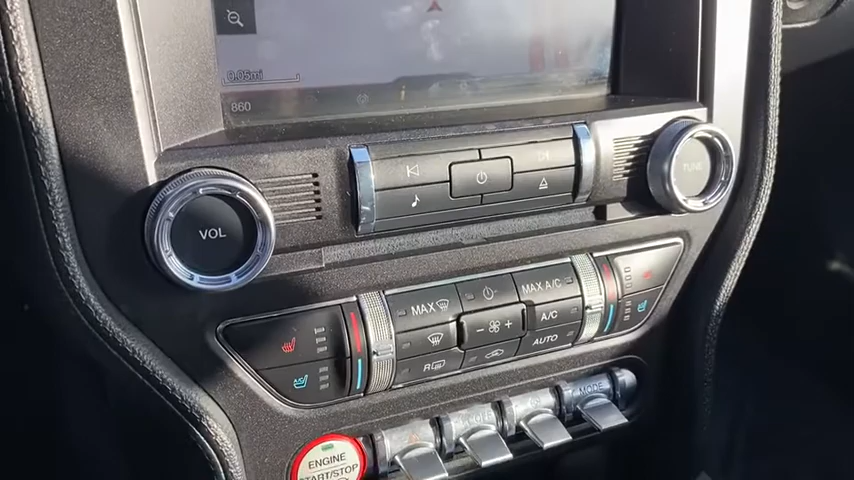 0.05mi
860
VOL
TUNE
MAX
MAX A/C
A/C
R
AUTO
MODE
ENGINE
START/STOP